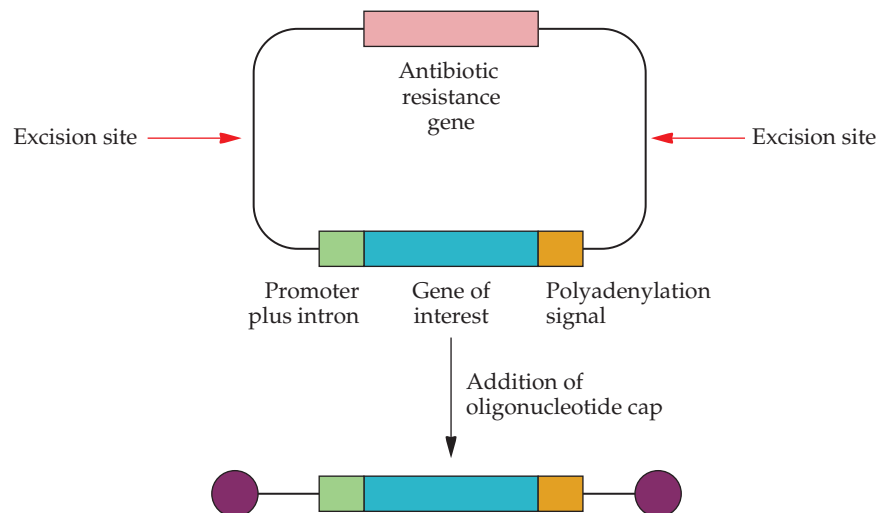 Antibiotic
resistance
gene
Excision site
Excision site
Promoter
plus intron
Gene of
interest
Polyadenylation
signal
Addition of
oligonucleotide cap